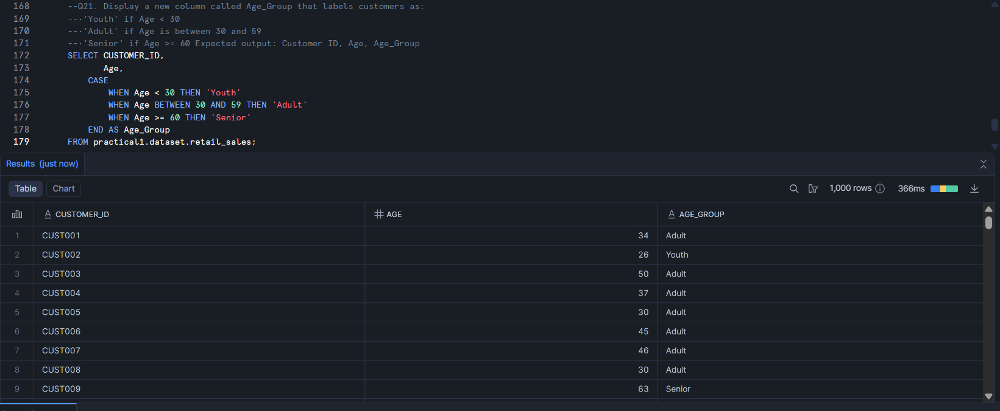 168 --Q21. Display a new column called Age_Group that labels customers as:
169 --·'Youth' if Age < 30
170 --·'Adult' if Age is between 30 and 59
171 --·'Senior' if Age >= 60 Expected output: Customer ID, Age, Age_Group
172 SELECT CUSTOMER_ID,
173 Age,
174 CASE
175 WHEN Age < 30 THEN 'Youth'
176 WHEN Age BETWEEN 30 AND 59 THEN 'Adult'
177 WHEN Age >= 60 THEN 'Senior'
178 END AS Age_Group
179 FROM practical1.dataset.retail_sales;
Results (just now)
Table Chart 1,000 rows 366ms
CUSTOMER_ID AGE AGE_GROUP
1 CUST001 34 Adult
2 CUST002 26 Youth
3 CUST003 50 Adult
4 CUST004 37 Adult
5 CUST005 30 Adult
6 CUST006 45 Adult
7 CUST007 46 Adult
8 CUST008 30 Adult
9 CUST009 63 Senior